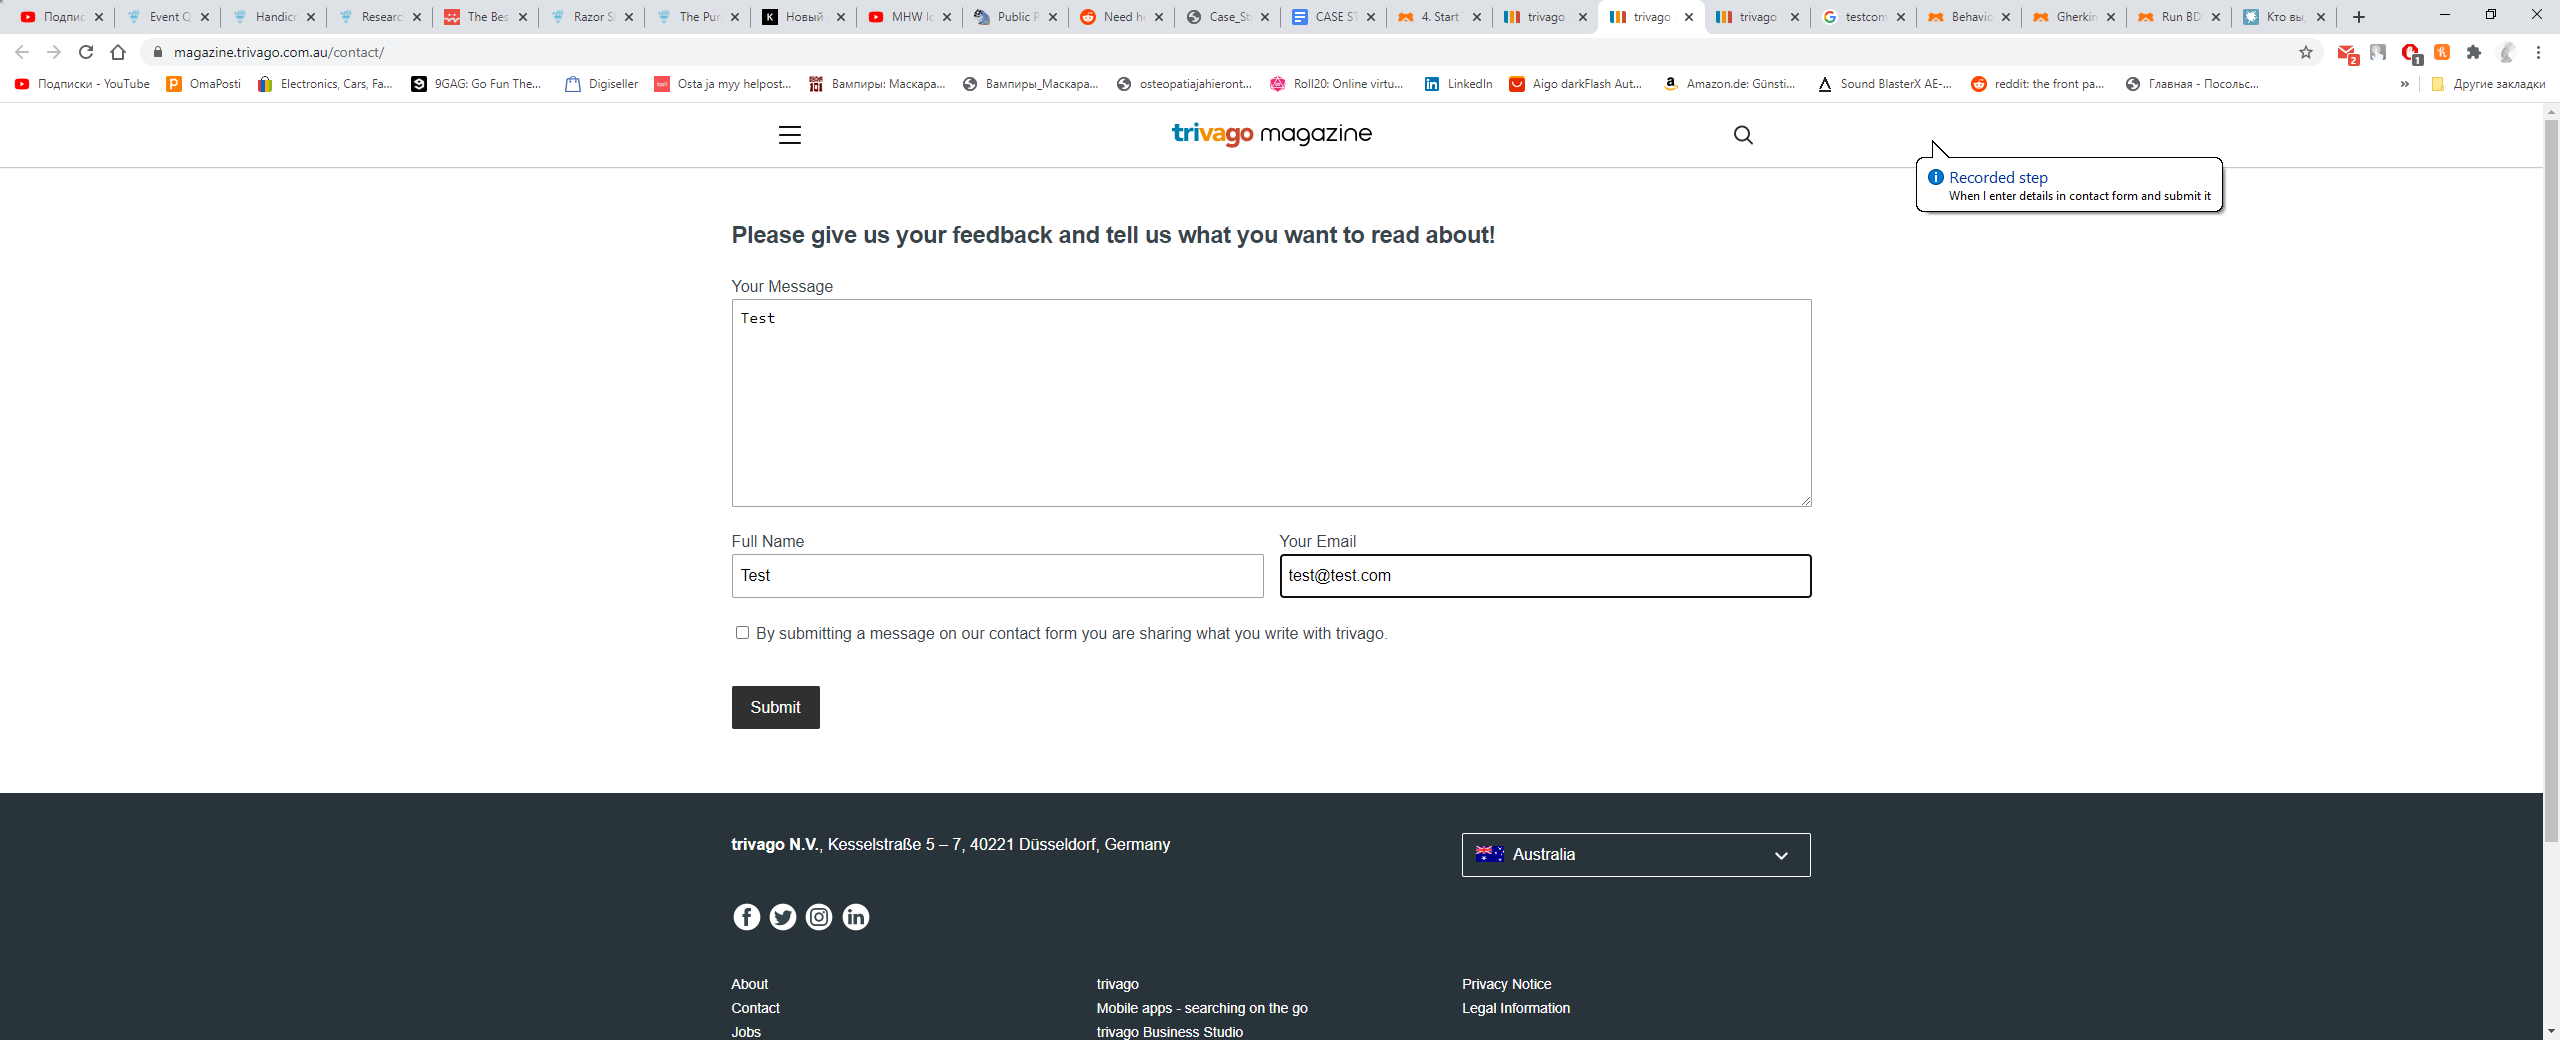 Подпис
Event Q
Handicr
Researc
The Bes
Razor S
The Pur
Новый
MHW Ic
Public P
Need he
Case_St
CASE ST
4. Start
trivago
trivago
trivago
testcom
Behavio
Gherkin
Run BD
Кто вы,
magazine.trivago.com.au/contact/
2
1
Подписки - YouTube
OmaPosti
Electronics, Cars, Fa...
9GAG: Go Fun The...
Digiseller
Osta ja myy helpost...
Вампиры: Маскара...
Вампиры_Маскара...
osteopatiajahieront...
Roll20: Online virtu...
LinkedIn
Aigo darkFlash Aut...
Amazon.de: Günsti...
Sound BlasterX AE-...
reddit: the front pa...
Главная - Посольс...
»
Другие закладки
trivago magazine
Recorded step
When I enter details in contact form and submit it
Please give us your feedback and tell us what you want to read about!
Your Message
Test
Full Name
Your Email
Test
test@test.com
By submitting a message on our contact form you are sharing what you write with trivago.
Submit
trivago N.V., Kesselstraße 5 – 7, 40221 Düsseldorf, Germany
Australia
About
trivago
Privacy Notice
Contact
Mobile apps - searching on the go
Legal Information
Jobs
trivago Business Studio